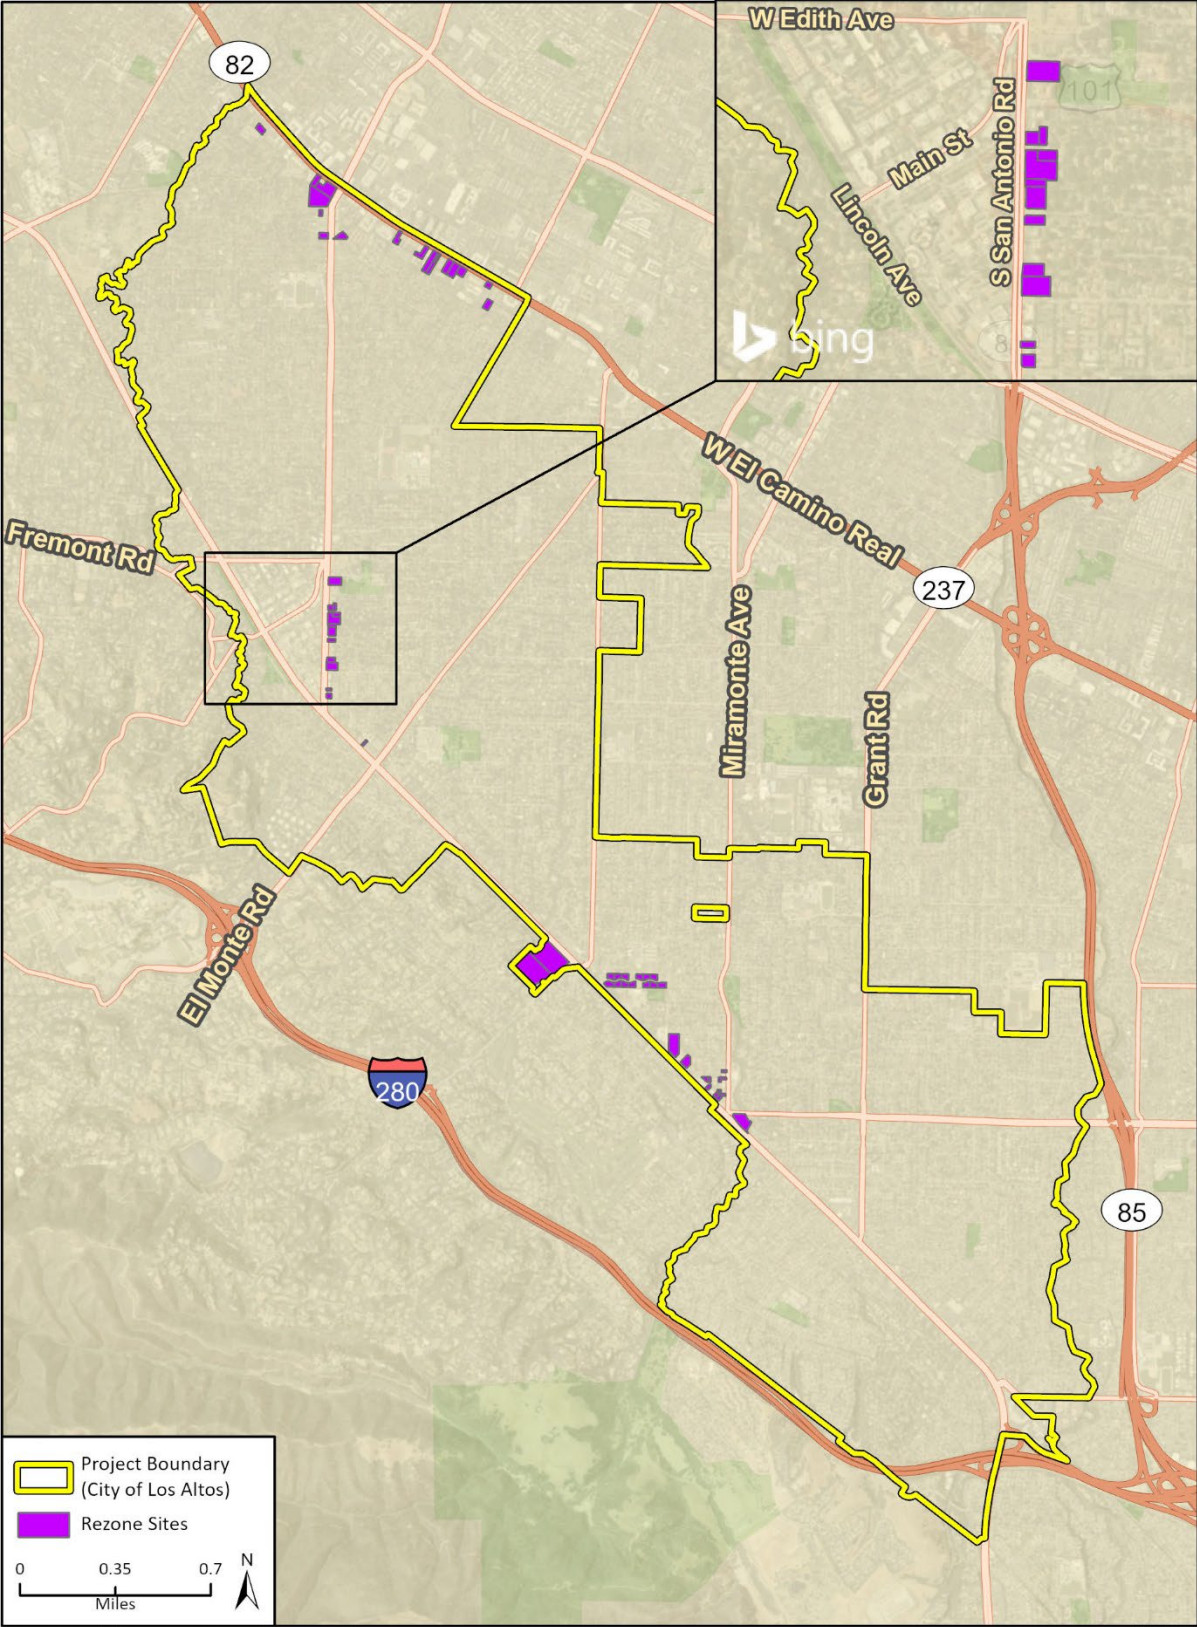 W Edith Ave
82
101
S San Antonio Rd
Main St
Lincoln Ave
bing
8
W El Camino Real
Fremont Rd
237
Miramonte Ave
Grant Rd
El Monte Rd
280
85
Project Boundary
(City of Los Altos)
Rezone Sites
0 0.35 0.7
Miles
N